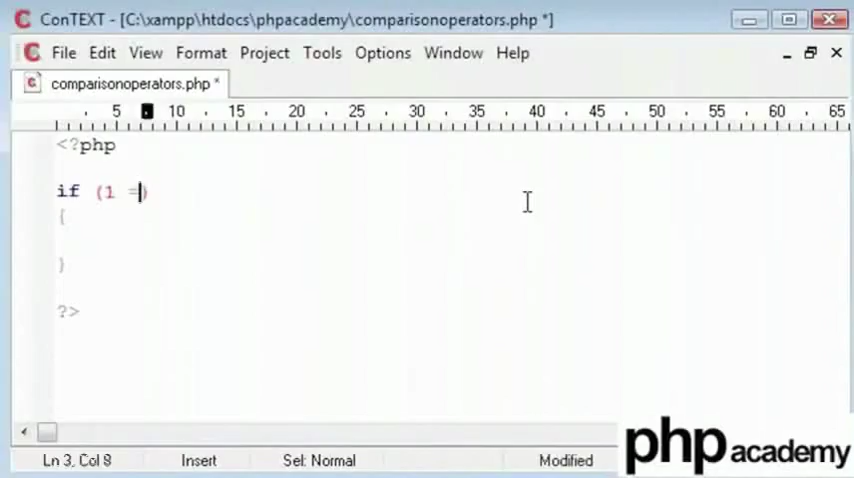 ConTEXT - [C:\xampp\htdocs\phpacademy\comparisonoperators.php *]
File Edit View Format Project Tools Options Window Help
comparisonoperators.php *
5 10 15 20 25 30 35 40 45 50 55 60 65
<?php
if (1 =)
{
}
?>
Ln 3, Col 8 Insert Sel: Normal Modified
php academy